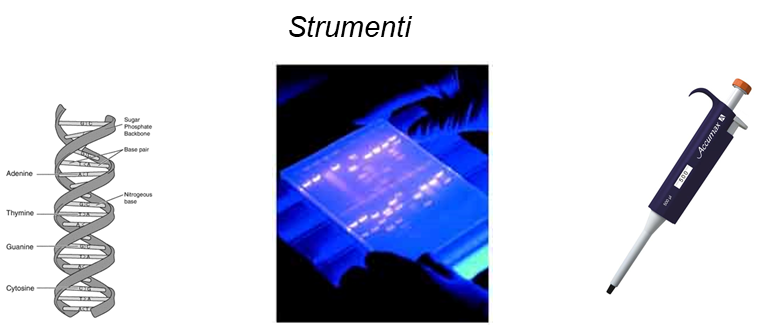 Strumenti
Sugar
Phosphate
Backbone
Base pair
Adenine
Nitrogeous
base
Thymine
Guanine
Cytosine
Accumax